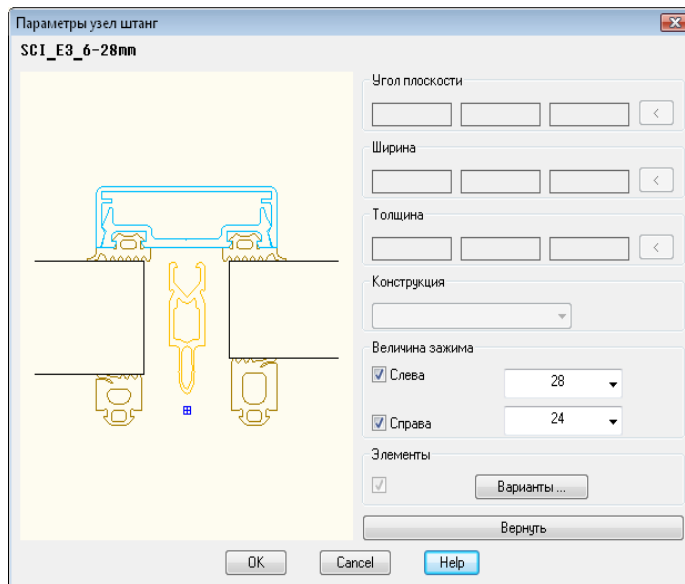 Параметры узел штанг
SCI_E3_6-28mm
Угол плоскости
<
Ширина
<
Толщина
<
Конструкция
Величина зажима
Слева
28
Справа
24
Элементы
Варианты ...
Вернуть
OK
Cancel
Help